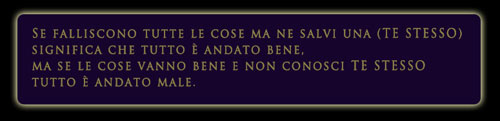 Se falliscono tutte le cose ma ne salvi una (TE STESSO)
significa che tutto è andato bene,
ma se le cose vanno bene e non conosci TE STESSO
tutto è andato male.